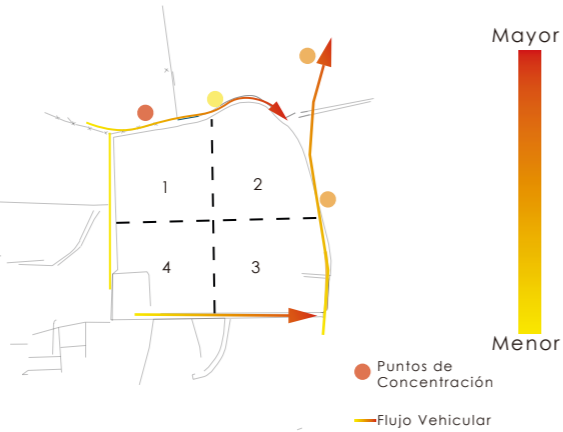 Mayor
1
2
4
3
Menor
Puntos de
Concentración
Flujo Vehicular